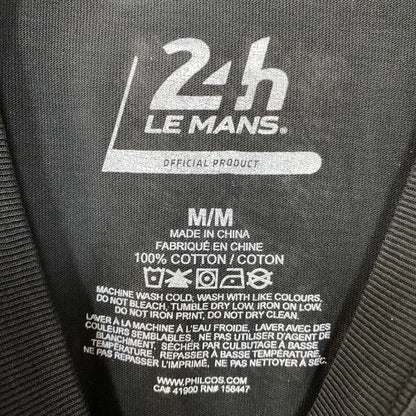 24h
LE MANS®
OFFICIAL PRODUCT
M/M
MADE IN CHINA
FABRIQUÉ EN CHINE
100% COTTON / COTON
MACHINE WASH COLD; WASH WITH LIKE COLOURS,
DO NOT BLEACH, TUMBLE DRY LOW, IRON ON LOW,
DO NOT IRON PRINT, DO NOT DRY CLEAN.
LAVER À LA MACHINE À L'EAU FROIDE, LAVER AVEC DES
COULEURS SEMBLABLES, NE PAS UTILISER D'AGENT DE
BLANCHIMENT, SÉCHER PAR CULBUTAGE À BASSE
TEMPÉRATURE, REPASSER À BASSE TEMPÉRATURE,
NE PAS REPASSER L'IMPRIMÉ, NE PAS NETTOYER À SEC.
WWW.PHILCOS.COM
CA# 41900 RN# 158447